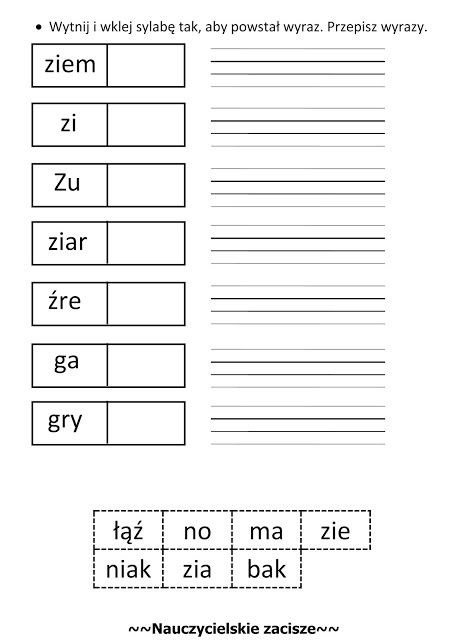 • Wytnij i wklej sylabę tak, aby powstał wyraz. Przepisz wyrazy.
ziem
zi
Zu
ziar
źre
ga
gry
łąź no ma zie
niak zia bak
~~Nauczycielskie zacisze~~